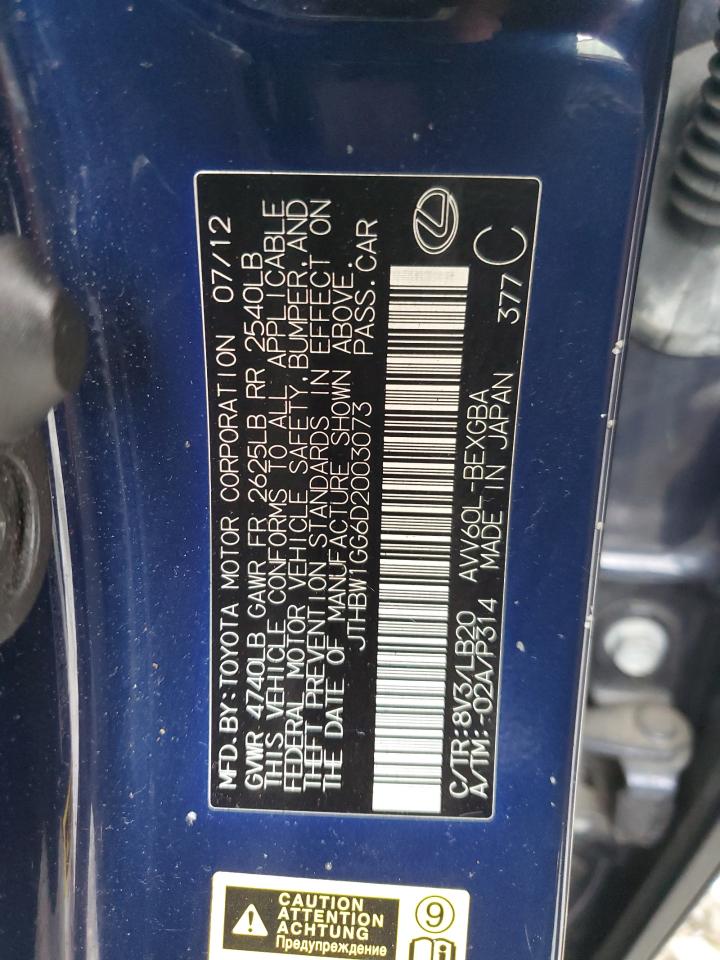 MFD. BY: TOYOTA MOTOR CORPORATION 07/12
GVWR 4740LB GAWR FR 2625LB RR 2540LB
THIS VEHICLE CONFORMS TO ALL APPLICABLE
FEDERAL MOTOR VEHICLE SAFETY, BUMPER, AND
THEFT PREVENTION STANDARDS IN EFFECT ON
THE DATE OF MANUFACTURE SHOWN ABOVE.
JTHBW1GG6D2003073 PASS. CAR
C/TR: 8V3/LB20 AVV60L-BEXGBA
A/TM: -02A/P314 MADE IN JAPAN 377 C
CAUTION
ATTENTION
ACHTUNG
Предупреждение
9